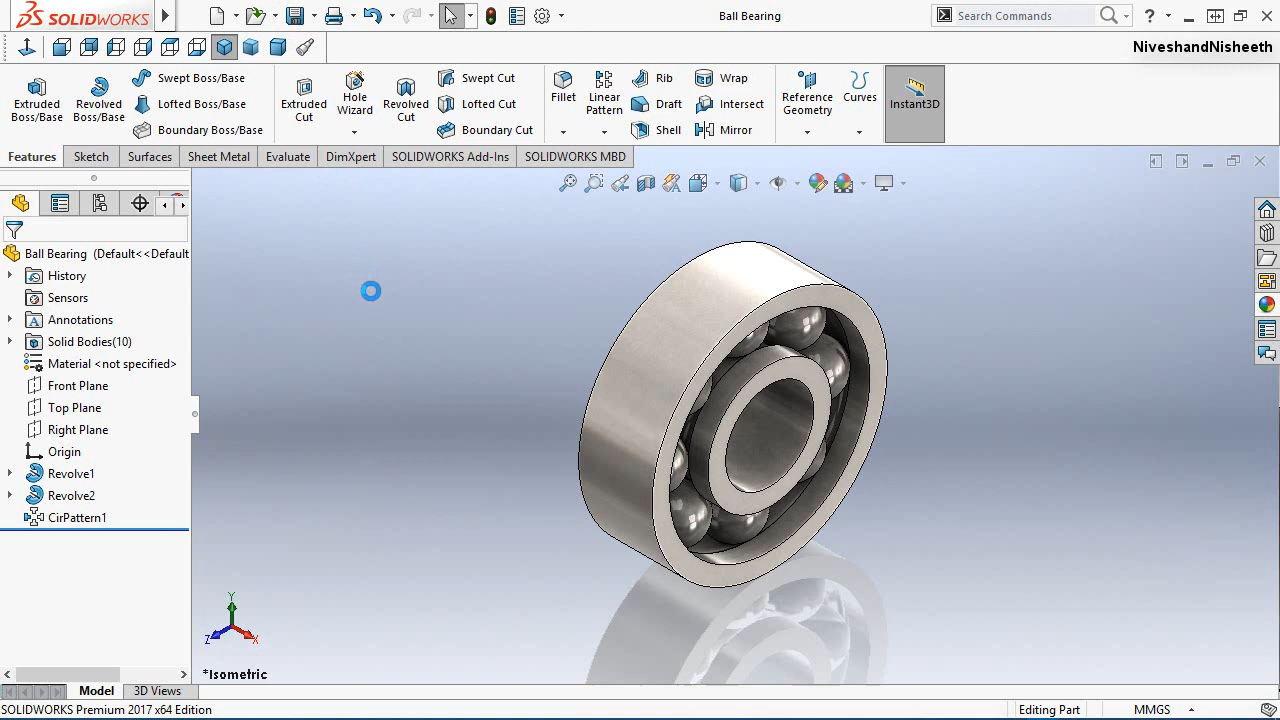 SOLIDWORKS
Ball Bearing
Search Commands
?
NiveshandNisheeth
Extruded Boss/Base
Revolved Boss/Base
Swept Boss/Base
Lofted Boss/Base
Boundary Boss/Base
Extruded Cut
Hole Wizard
Revolved Cut
Swept Cut
Lofted Cut
Boundary Cut
Fillet
Linear Pattern
Rib
Draft
Shell
Wrap
Intersect
Mirror
Reference Geometry
Curves
Instant3D
Features
Sketch
Surfaces
Sheet Metal
Evaluate
DimXpert
SOLIDWORKS Add-Ins
SOLIDWORKS MBD
Ball Bearing (Default<<Default
History
Sensors
Annotations
Solid Bodies(10)
Material <not specified>
Front Plane
Top Plane
Right Plane
Origin
Revolve1
Revolve2
CirPattern1
Y
Z
X
*Isometric
Model
3D Views
SOLIDWORKS Premium 2017 x64 Edition
Editing Part
MMGS